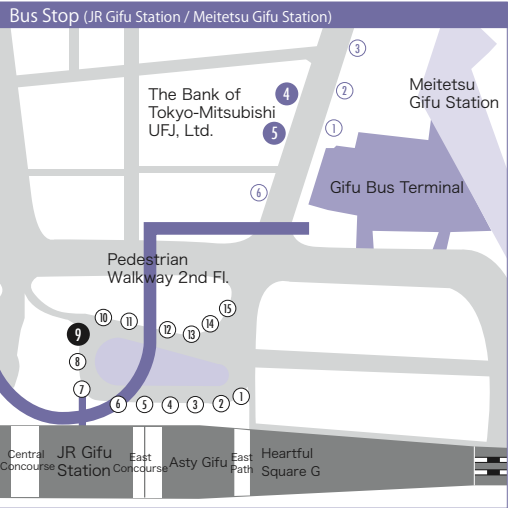 Bus Stop (JR Gifu Station / Meitetsu Gifu Station)
3
The Bank of
Tokyo-Mitsubishi
UFJ, Ltd.
4
2
Meitetsu
Gifu Station
5
1
6
Gifu Bus Terminal
Pedestrian
Walkway 2nd Fl.
15
10
11
12
13
14
9
8
7
6
5
4
3
2
1
Central
Concourse
JR Gifu
Station
East
Concourse
Asty Gifu
East
Path
Heartful
Square G